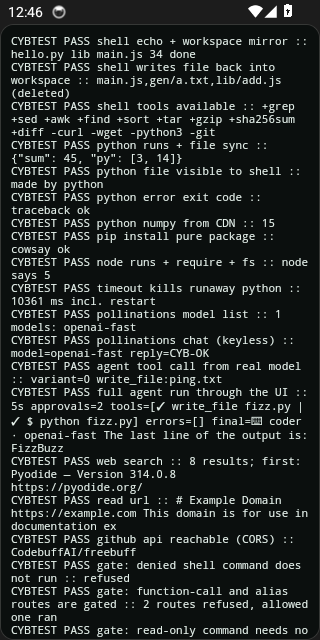 12:46
CYBTEST PASS shell echo + workspace mirror ::
hello.py lib main.js 34 done
CYBTEST PASS shell writes file back into
workspace :: main.js,gen/a.txt,lib/add.js
(deleted)
CYBTEST PASS shell tools available :: +grep
+sed +awk +find +sort +tar +gzip +sha256sum
+diff -curl -wget -python3 -git
CYBTEST PASS python runs + file sync ::
{"sum": 45, "py": [3, 14]}
CYBTEST PASS python file visible to shell ::
made by python
CYBTEST PASS python error exit code ::
traceback ok
CYBTEST PASS python numpy from CDN :: 15
CYBTEST PASS pip install pure package ::
cowsay ok
CYBTEST PASS node runs + require + fs :: node
says 5
CYBTEST PASS timeout kills runaway python ::
10361 ms incl. restart
CYBTEST PASS pollinations model list :: 1
models: openai-fast
CYBTEST PASS pollinations chat (keyless) ::
model=openai-fast reply=CYB-OK
CYBTEST PASS agent tool call from real model
:: variant=0 write_file:ping.txt
CYBTEST PASS full agent run through the UI ::
5s approvals=2 tools=[✓ write_file fizz.py |
✓ $ python fizz.py] errors=[] final=⌨ coder
· openai-fast The last line of the output is:
FizzBuzz
CYBTEST PASS web search :: 8 results; first:
Pyodide — Version 314.0.8
https://pyodide.org/
CYBTEST PASS read url :: # Example Domain
https://example.com This domain is for use in
documentation ex
CYBTEST PASS github api reachable (CORS) ::
CodebuffAI/freebuff
CYBTEST PASS gate: denied shell command does
not run :: refused
CYBTEST PASS gate: function-call and alias
routes are gated :: 2 routes refused, allowed
one ran
CYBTEST PASS gate: read-only command needs no